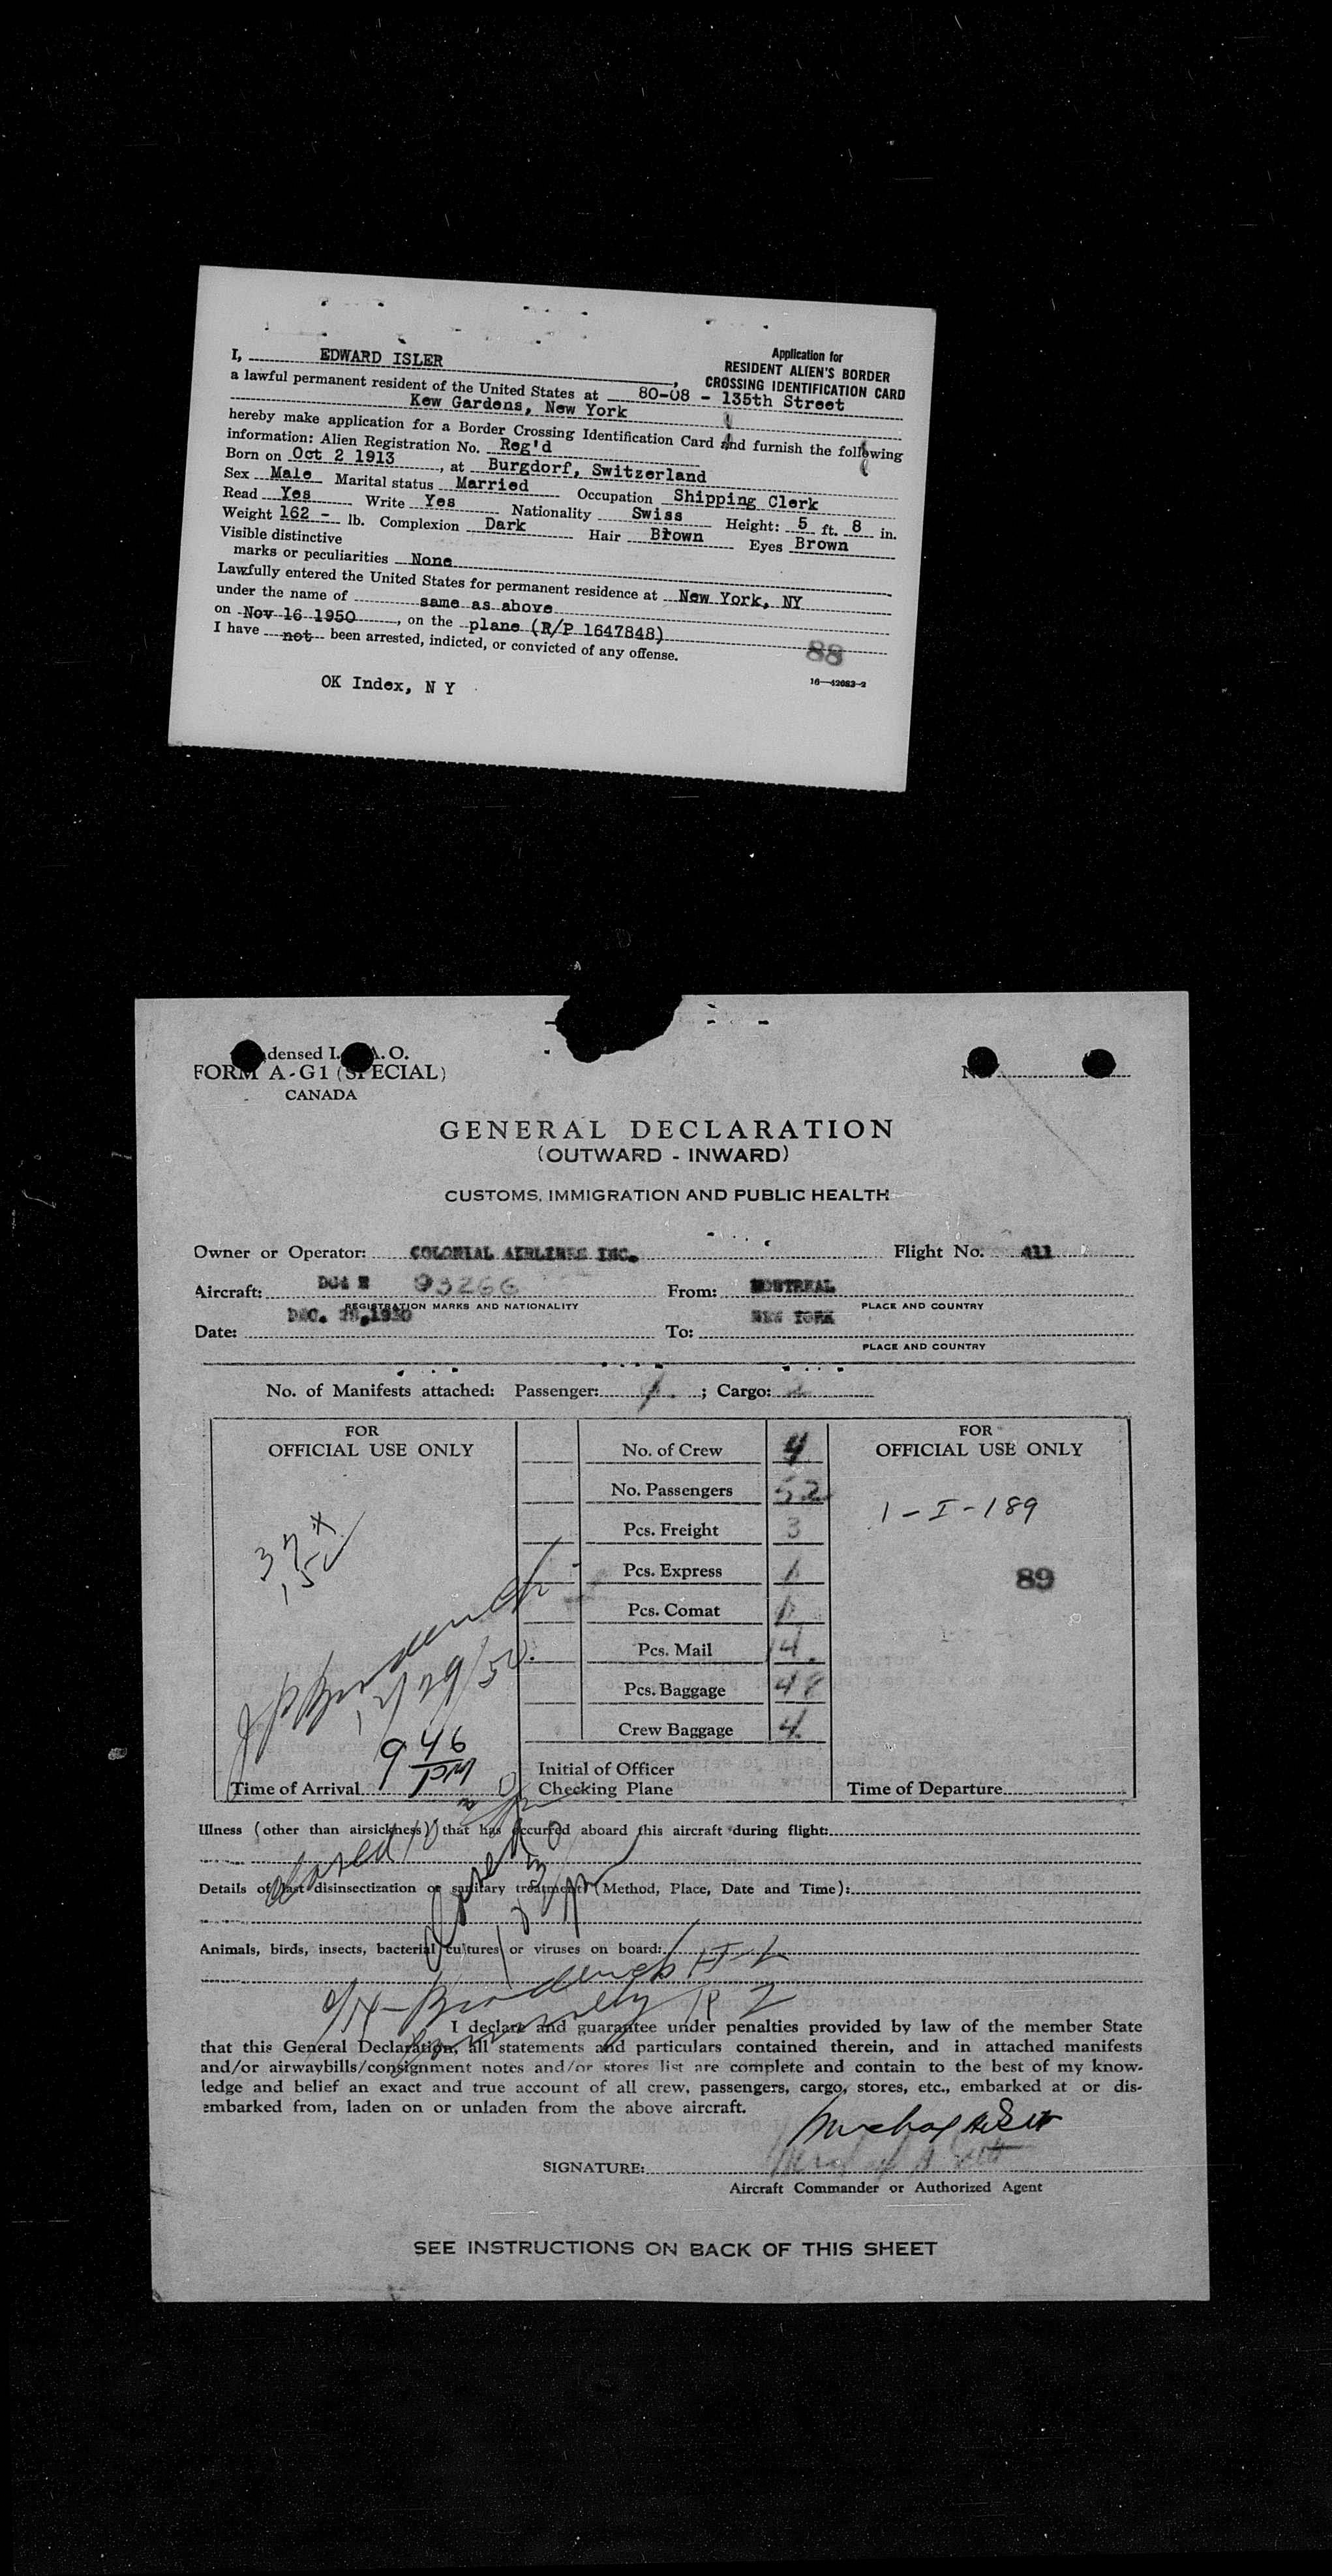 Application for
RESIDENT ALIEN'S BORDER
CROSSING IDENTIFICATION CARD
I, EDWARD ISLER,
a lawful permanent resident of the United States at 80-08 - 135th Street
Kew Gardens, New York
hereby make application for a Border Crossing Identification Card and furnish the following
information: Alien Registration No. Reg'd
Born on Oct 2 1913, at Burgdorf, Switzerland
Sex Male Marital status Married Occupation Shipping Clerk
Read Yes Write Yes Nationality Swiss Height: 5 ft. 8 in.
Weight 162 - lb. Complexion Dark Hair Brown Eyes Brown
Visible distinctive
marks or peculiarities None
Lawfully entered the United States for permanent residence at New York, NY
under the name of same as above
on Nov 16 1950, on the plane (R/P 1647848)
I have not been arrested, indicted, or convicted of any offense.
88
16-42683-2
OK Index, N Y
FORM A-G1 (SPECIAL)
CANADA
GENERAL DECLARATION
(OUTWARD - INWARD)
CUSTOMS, IMMIGRATION AND PUBLIC HEALTH
Owner or Operator: COLONIAL AIRLINES INC. Flight No. 411
Aircraft: DC4 N 93266 From: MONTREAL
REGISTRATION MARKS AND NATIONALITY PLACE AND COUNTRY
Date: DEC. 1950 To: NEW YORK
PLACE AND COUNTRY
No. of Manifests attached: Passenger: 1. ; Cargo:
FOR
OFFICIAL USE ONLY
No. of Crew 4
No. Passengers 52
Pcs. Freight 3
Pcs. Express 1
Pcs. Comat
Pcs. Mail 14.
Pcs. Baggage 48
Crew Baggage 4.
FOR
OFFICIAL USE ONLY
1-I-189
89
12/29/50.
9 46
PM
Time of Arrival
Initial of Officer
Checking Plane
Time of Departure
Illness (other than airsickness) that has occurred aboard this aircraft during flight:
Details of last disinsectization or sanitary treatment (Method, Place, Date and Time):
Animals, birds, insects, bacterial cultures or viruses on board:
I declare and guarantee under penalties provided by law of the member State
that this General Declaration, all statements and particulars contained therein, and in attached manifests
and/or airwaybills/consignment notes and/or stores list are complete and contain to the best of my know-
ledge and belief an exact and true account of all crew, passengers, cargo, stores, etc., embarked at or dis-
embarked from, laden on or unladen from the above aircraft.
SIGNATURE:
Aircraft Commander or Authorized Agent
SEE INSTRUCTIONS ON BACK OF THIS SHEET